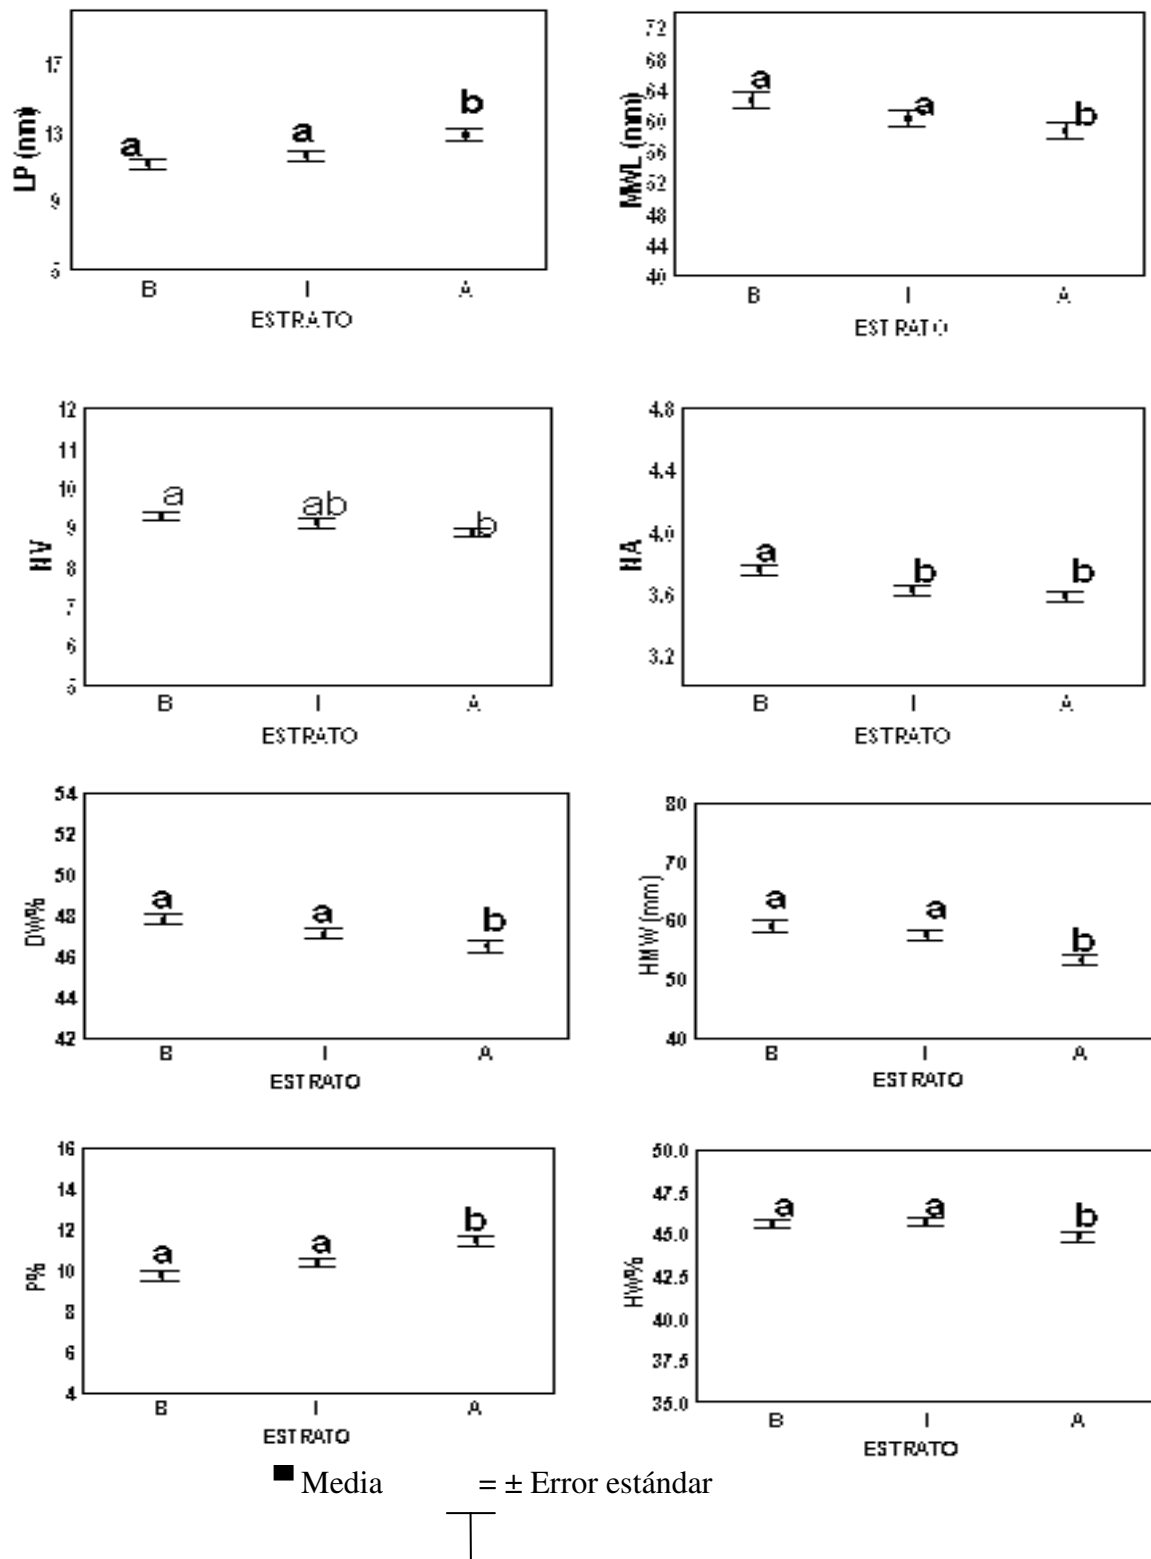 LP (nm)
17
13
9
5
a
a
b
B I A
ESTRATO
MWL (mm)
72
68
64
60
56
52
48
44
40
a
a
b
B I A
ESTRATO
NV
12
11
10
9
8
7
6
5
a
ab
b
B I A
ESTRATO
NA
4.8
4.4
4.0
3.6
3.2
a
b
b
B I A
ESTRATO
DW%
54
52
50
48
46
44
42
a
a
b
B I A
ESTRATO
HMW (mm)
80
70
60
50
40
a
a
b
B I A
ESTRATO
P%
16
14
12
10
8
6
4
a
a
b
B I A
ESTRATO
HW%
50.0
47.5
45.0
42.5
40.0
37.5
35.0
a
a
b
B I A
ESTRATO
Media = ± Error estándar